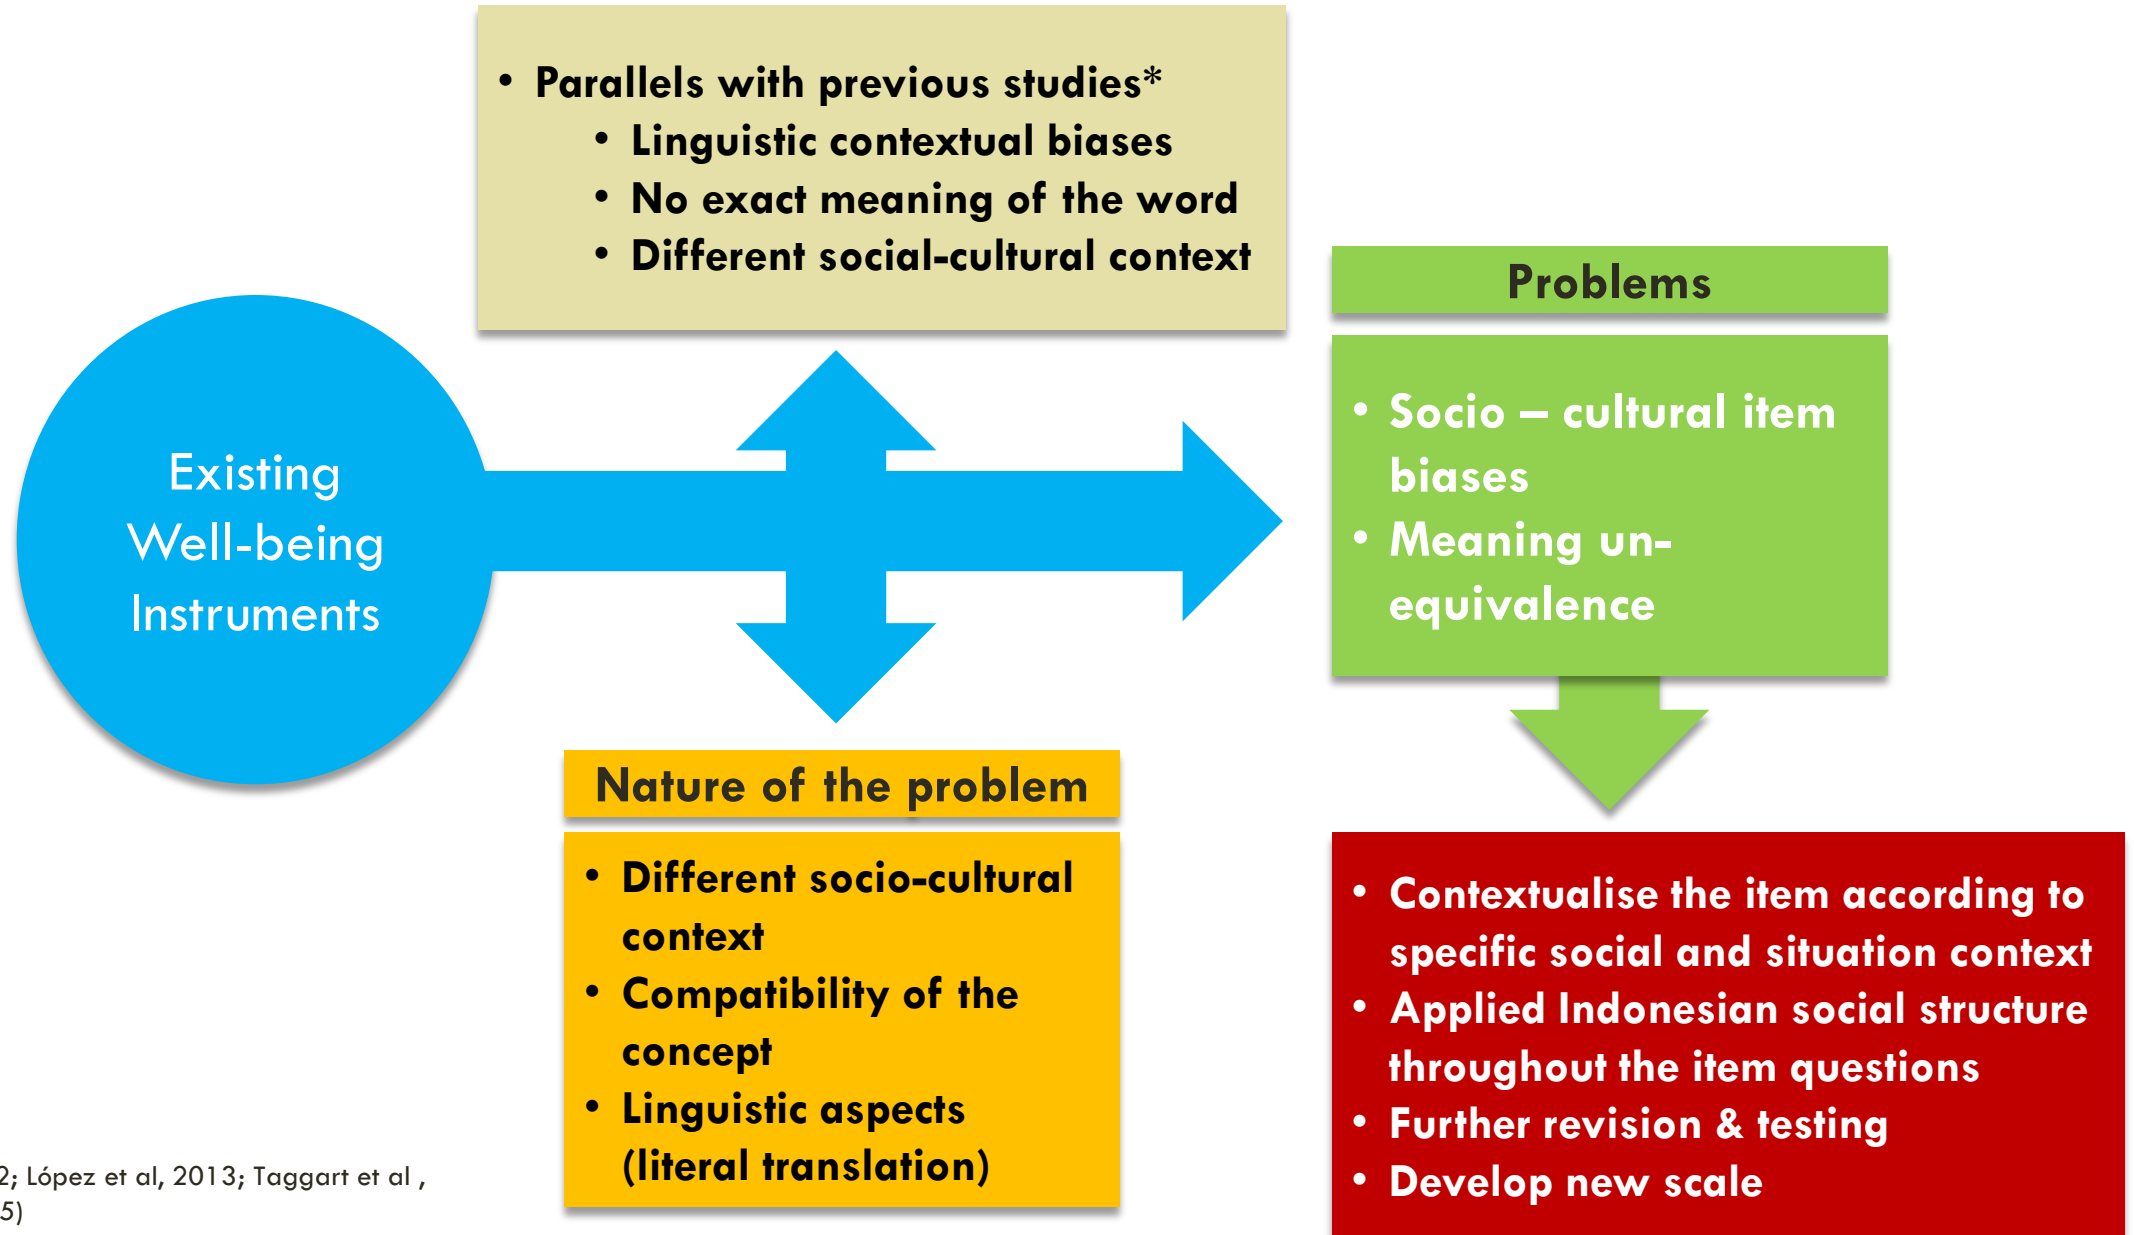 • Parallels with previous studies*
• Linguistic contextual biases
• No exact meaning of the word
• Different social-cultural context
Existing
Well-being
Instruments
Problems
• Socio – cultural item
biases
• Meaning un-
equivalence
Nature of the problem
• Different socio-cultural
context
• Compatibility of the
concept
• Linguistic aspects
(literal translation)
• Contextualise the item according to
specific social and situation context
• Applied Indonesian social structure
throughout the item questions
• Further revision & testing
• Develop new scale
2; López et al, 2013; Taggart et al ,
5)